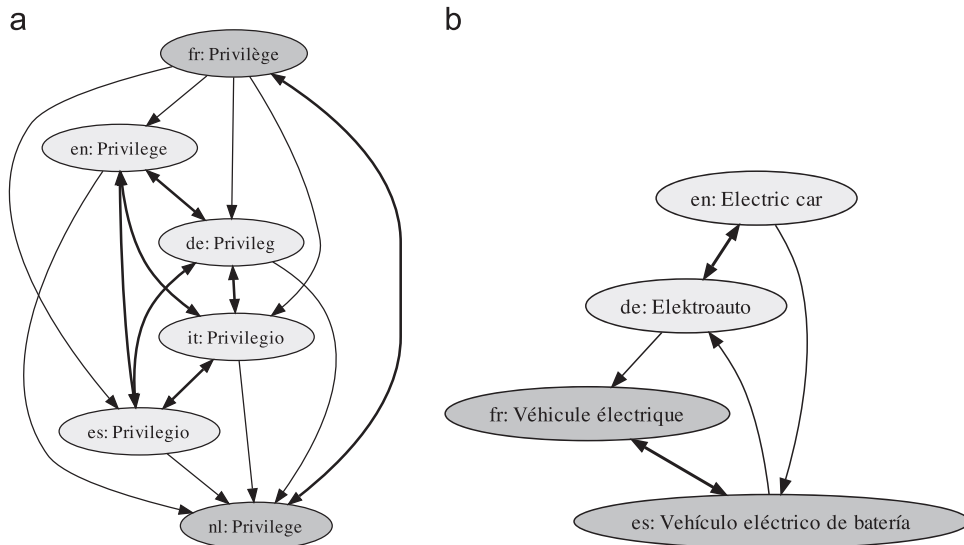 a
fr: Privilège
en: Privilege
de: Privileg
it: Privilegio
es: Privilegio
nl: Privilege
b
en: Electric car
de: Elektroauto
fr: Véhicule électrique
es: Vehículo eléctrico de batería